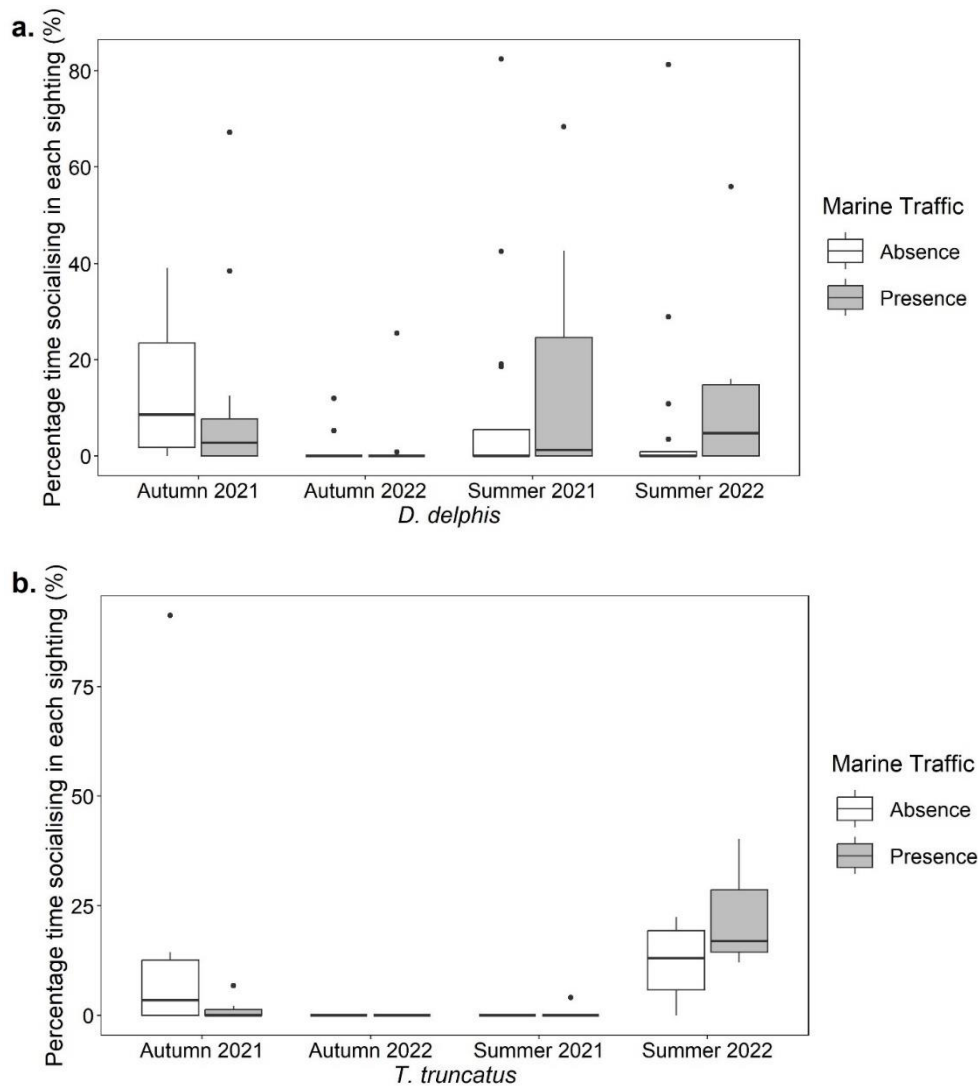 a.
Percentage time socialising in each sighting (%)
80
60
40
20
0
Autumn 2021 Autumn 2022 Summer 2021 Summer 2022
D. delphis
Marine Traffic
Absence
Presence
b.
Percentage time socialising in each sighting (%)
75
50
25
0
Autumn 2021 Autumn 2022 Summer 2021 Summer 2022
T. truncatus
Marine Traffic
Absence
Presence